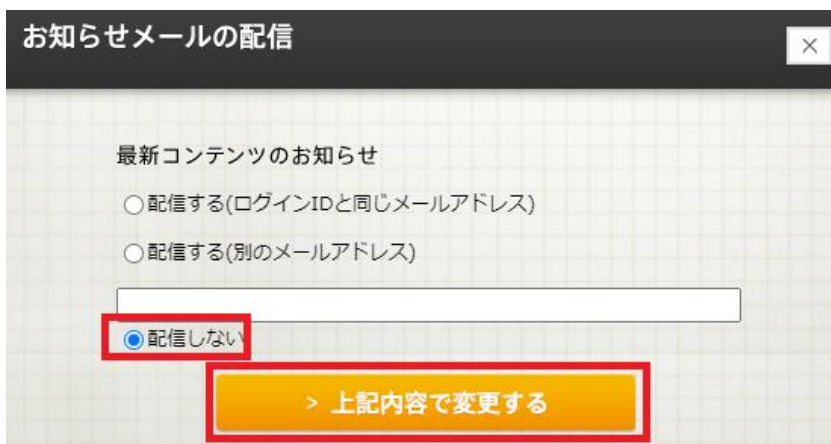 お知らせメールの配信
最新コンテンツのお知らせ
配信する(ログインIDと同じメールアドレス)
配信する(別のメールアドレス)
配信しない
> 上記内容で変更する